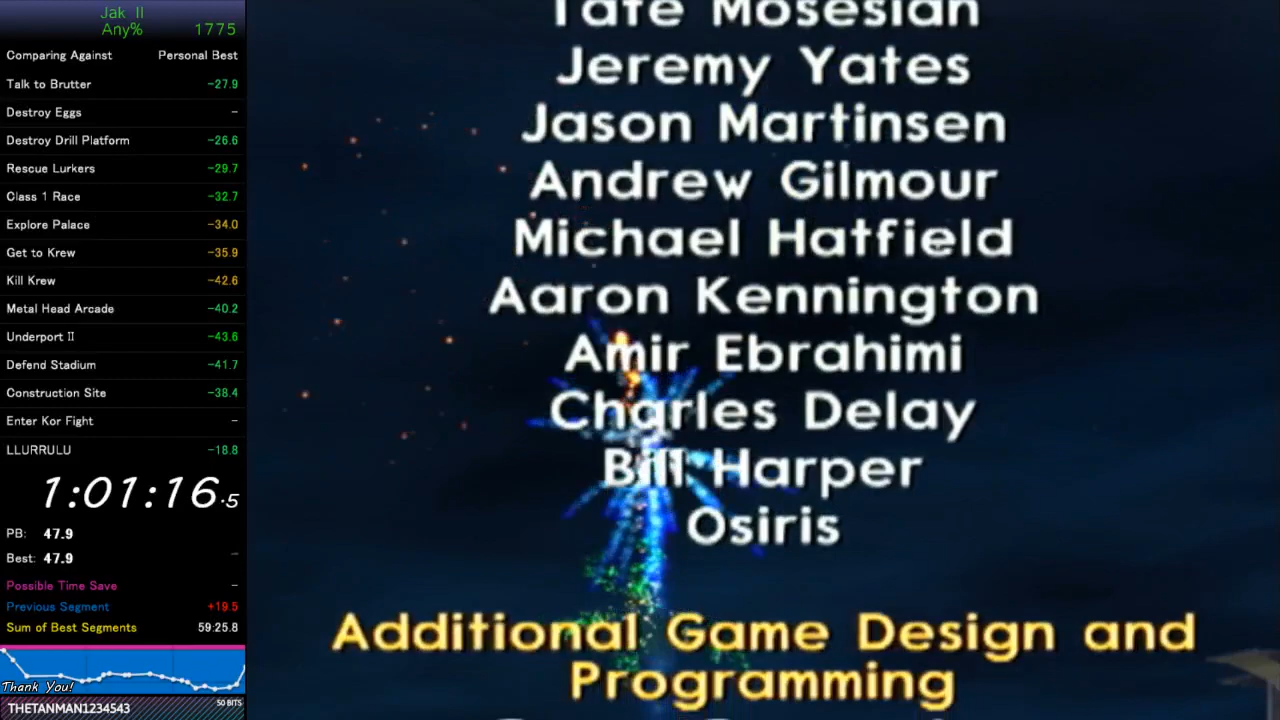 Jak II
Any% 1775
Comparing Against Personal Best
Talk to Brutter -27.9
Destroy Eggs -
Destroy Drill Platform -26.6
Rescue Lurkers -29.7
Class 1 Race -32.7
Explore Palace -34.0
Get to Krew -35.9
Kill Krew -42.6
Metal Head Arcade -40.2
Underport II -43.6
Defend Stadium -41.7
Construction Site -38.4
Enter Kor Fight -
LLURRULU -18.8
1:01:16.5
PB: 47.9
Best: 47.9 -
Possible Time Save -
Previous Segment +19.5
Sum of Best Segments 59:25.8
Thank You!
THETANMAN1234543 50 BITS
Tate Mosesian
Jeremy Yates
Jason Martinsen
Andrew Gilmour
Michael Hatfield
Aaron Kennington
Amir Ebrahimi
Charles Delay
Bill Harper
Osiris
Additional Game Design and
Programming